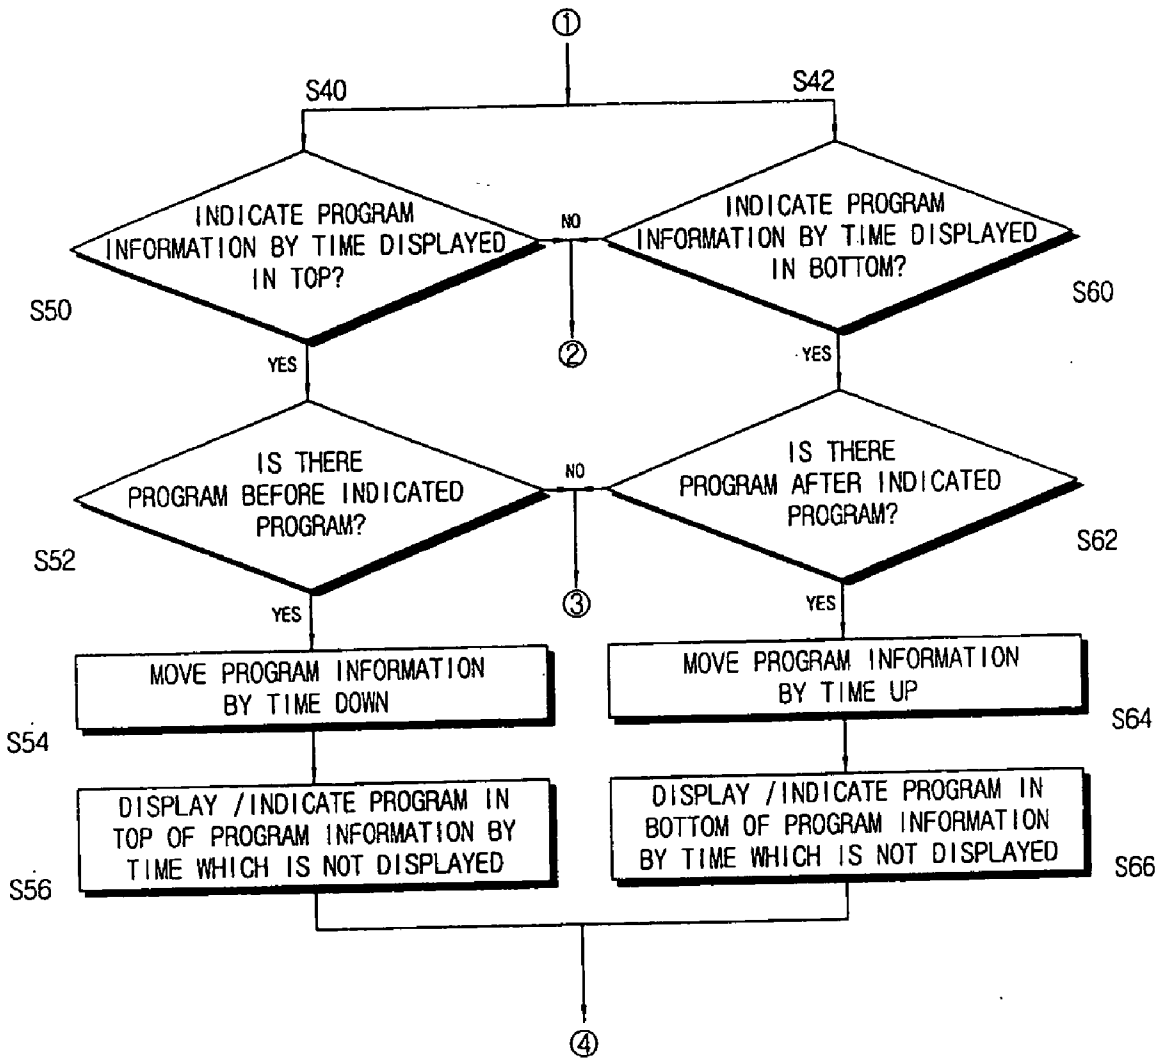 ①
S40
S42
INDICATE PROGRAM
INFORMATION BY TIME DISPLAYED
IN TOP?
NO
INDICATE PROGRAM
INFORMATION BY TIME DISPLAYED
IN BOTTOM?
S50
S60
②
YES
YES
IS THERE
PROGRAM BEFORE INDICATED
PROGRAM?
NO
IS THERE
PROGRAM AFTER INDICATED
PROGRAM?
S52
S62
③
YES
YES
MOVE PROGRAM INFORMATION
BY TIME DOWN
MOVE PROGRAM INFORMATION
BY TIME UP
S54
S64
DISPLAY /INDICATE PROGRAM IN
TOP OF PROGRAM INFORMATION BY
TIME WHICH IS NOT DISPLAYED
DISPLAY /INDICATE PROGRAM IN
BOTTOM OF PROGRAM INFORMATION
BY TIME WHICH IS NOT DISPLAYED
S56
S66
④